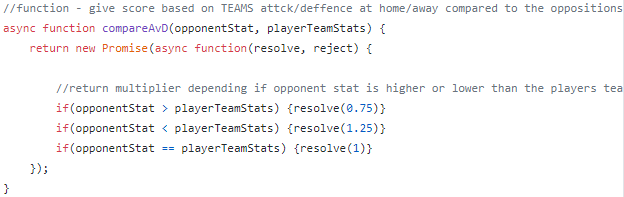 //function - give score based on TEAMS attck/deffence at home/away compared to the oppositions
async function compareAvD(opponentStat, playerTeamStats) {
    return new Promise(async function(resolve, reject) {
        //return multiplier depending if opponent stat is higher or lower than the players tea
        if(opponentStat > playerTeamStats) {resolve(0.75)}
        if(opponentStat < playerTeamStats) {resolve(1.25)}
        if(opponentStat == playerTeamStats) {resolve(1)}
    });
}